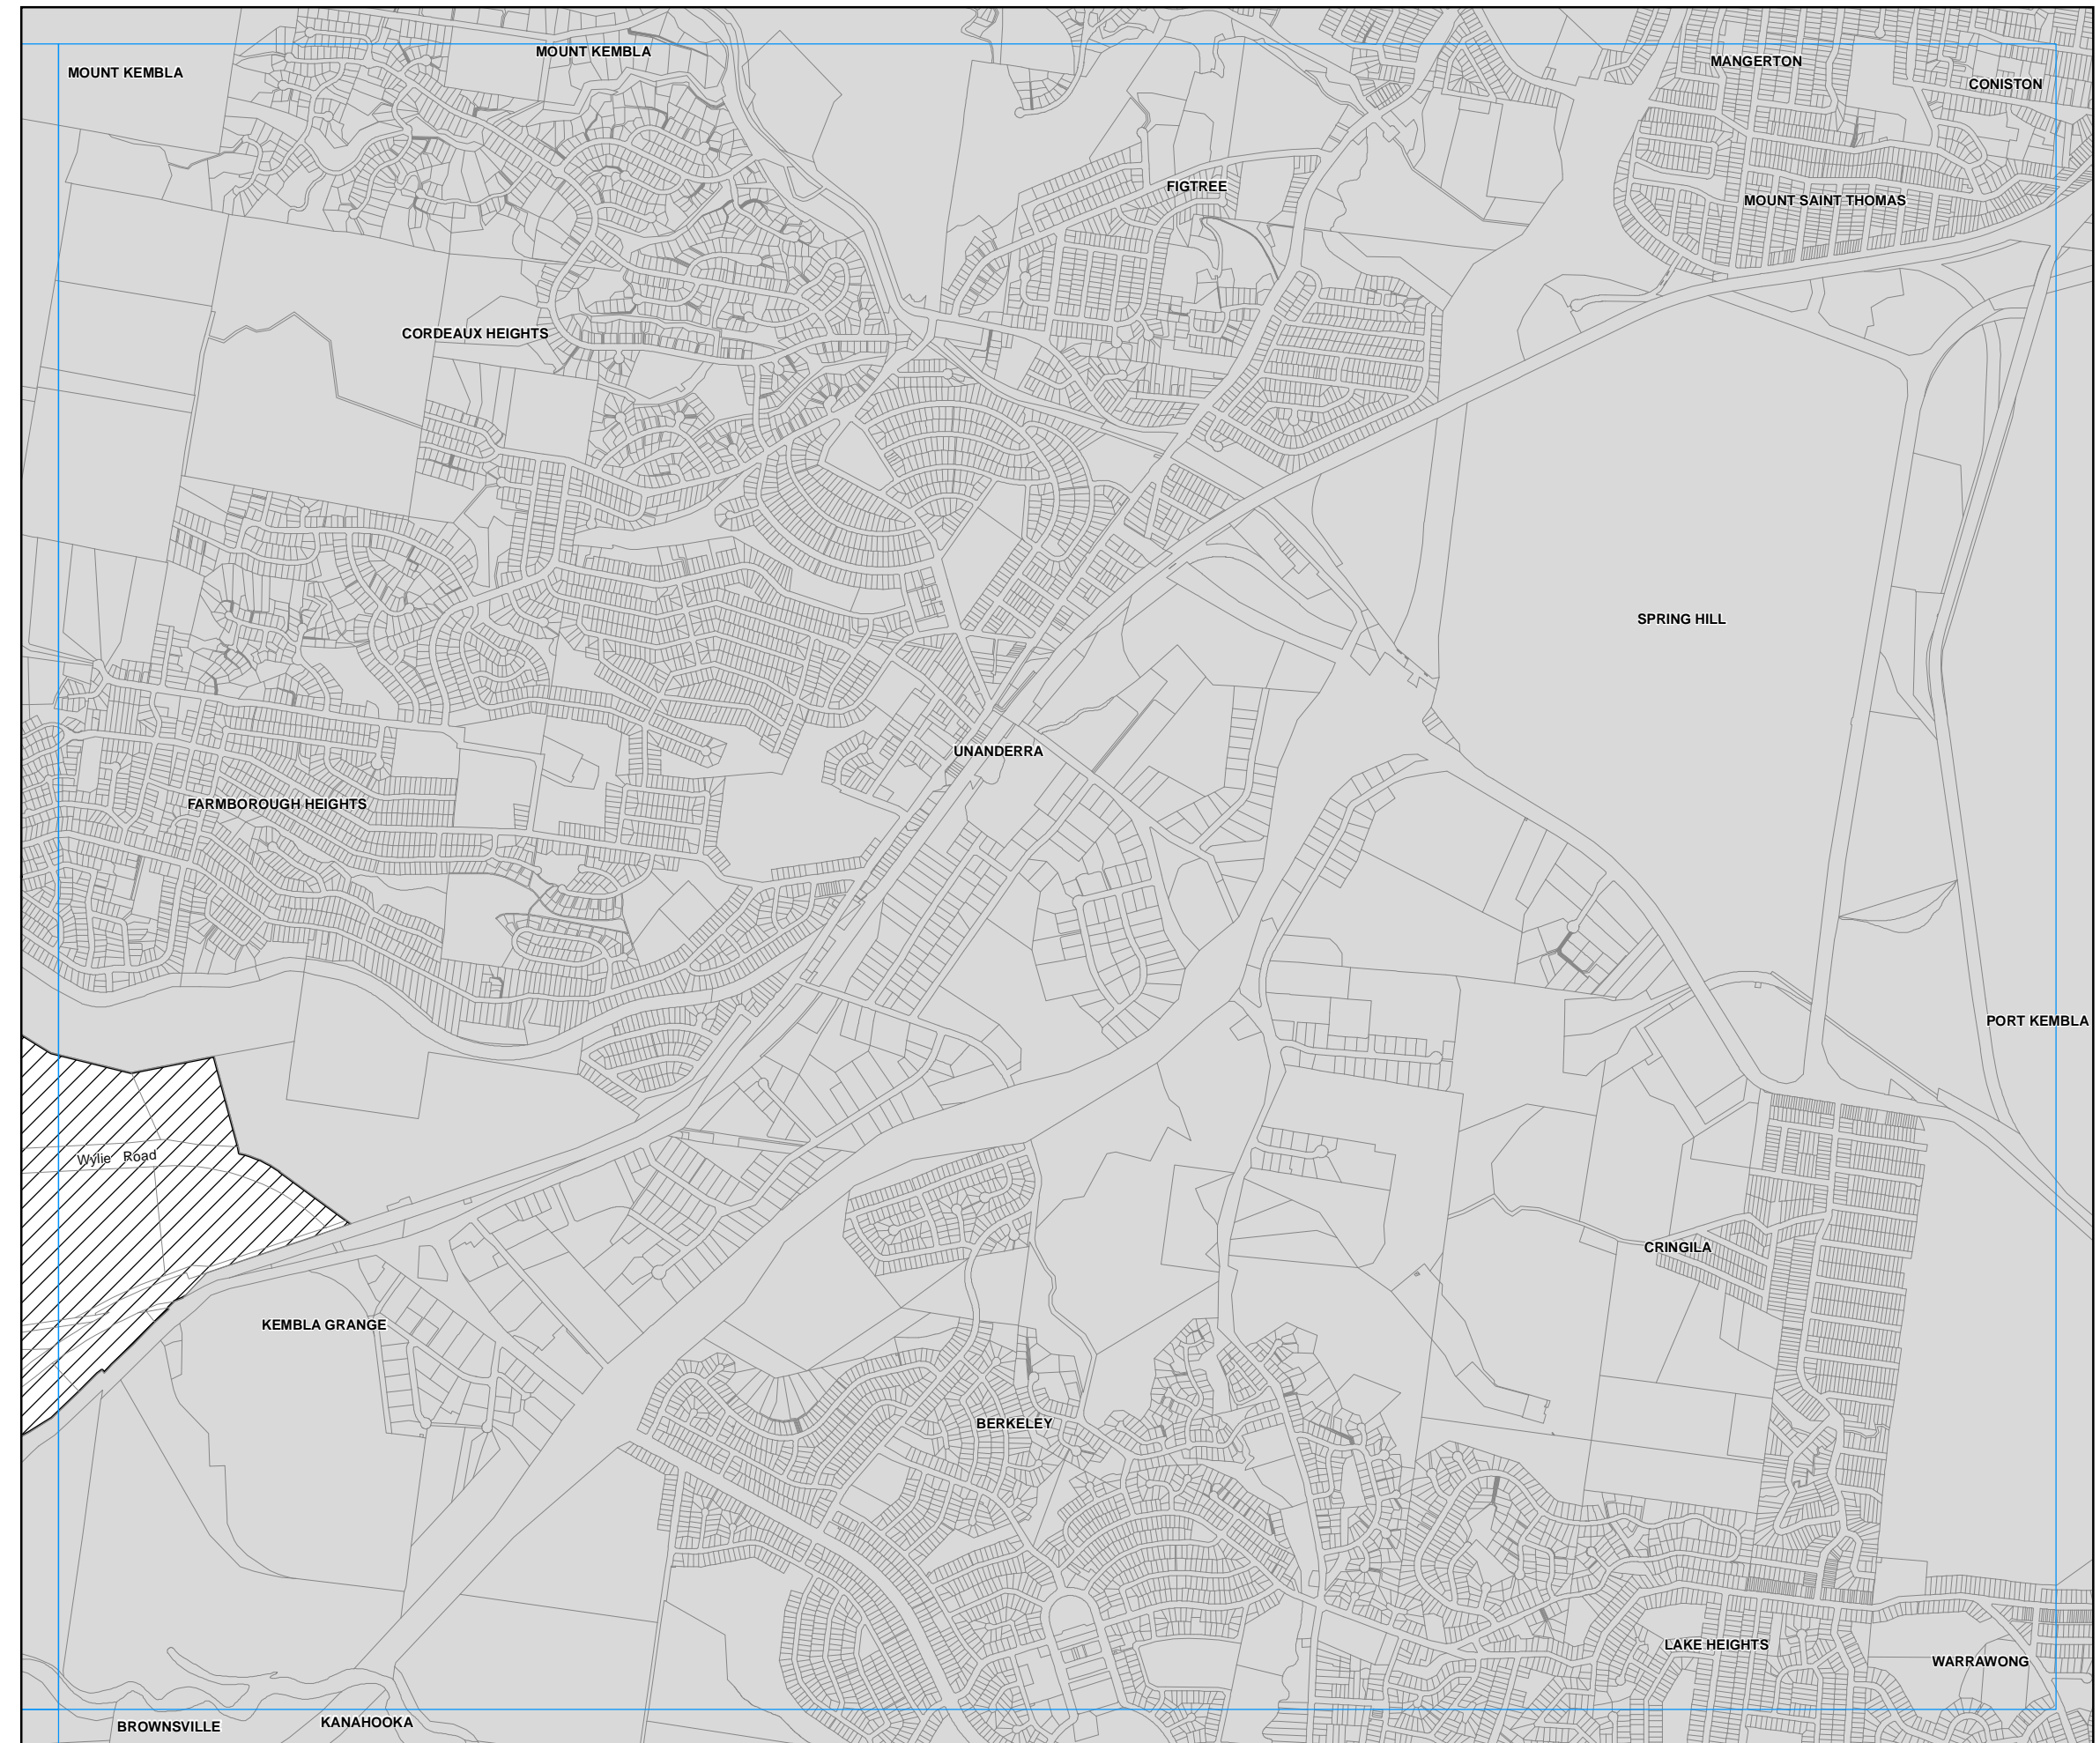 MOUNT KEMBLA
MOUNT KEMBLA
MANGERTON
CONISTON
FIGTREE
MOUNT SAINT THOMAS
CORDEAUX HEIGHTS
SPRING HILL
UNANDERRA
FARMBOROUGH HEIGHTS
PORT KEMBLA
Wylie Road
CRINGILA
KEMBLA GRANGE
BERKELEY
LAKE HEIGHTS
WARRAWONG
BROWNSVILLE
KANAHOOKA